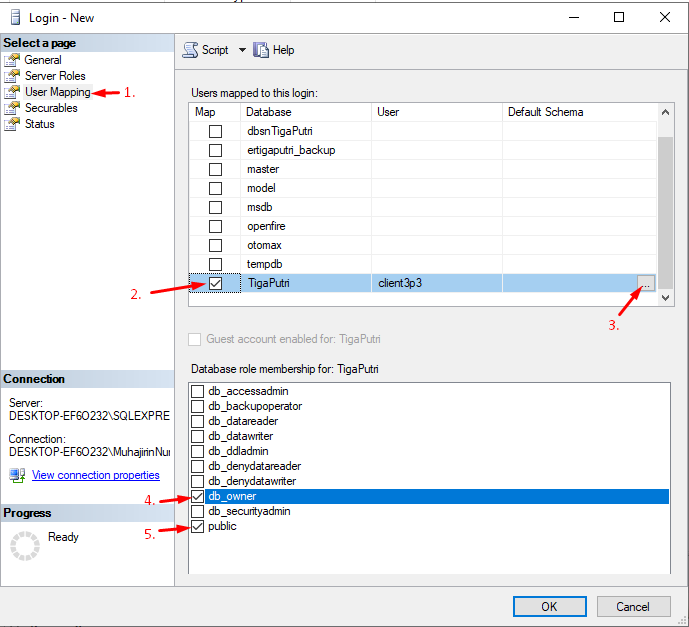 Login - New
Select a page
General
Server Roles
User Mapping
1.
Securables
Status
Script
Help
Users mapped to this login:
Map Database User Default Schema
dbsnTigaPutri
ertigaputri_backup
master
model
msdb
openfire
otomax
tempdb
2.
TigaPutri client3p3 ...
3.
Guest account enabled for: TigaPutri
Database role membership for: TigaPutri
db_accessadmin
db_backupoperator
db_datareader
db_datawriter
db_ddladmin
db_denydatareader
db_denydatawriter
4.
db_owner
db_securityadmin
5.
public
Connection
Server:
DESKTOP-EF6O232\SQLEXPRE
Connection:
DESKTOP-EF6O232\MuhajirinNur
View connection properties
Progress
Ready
OK
Cancel